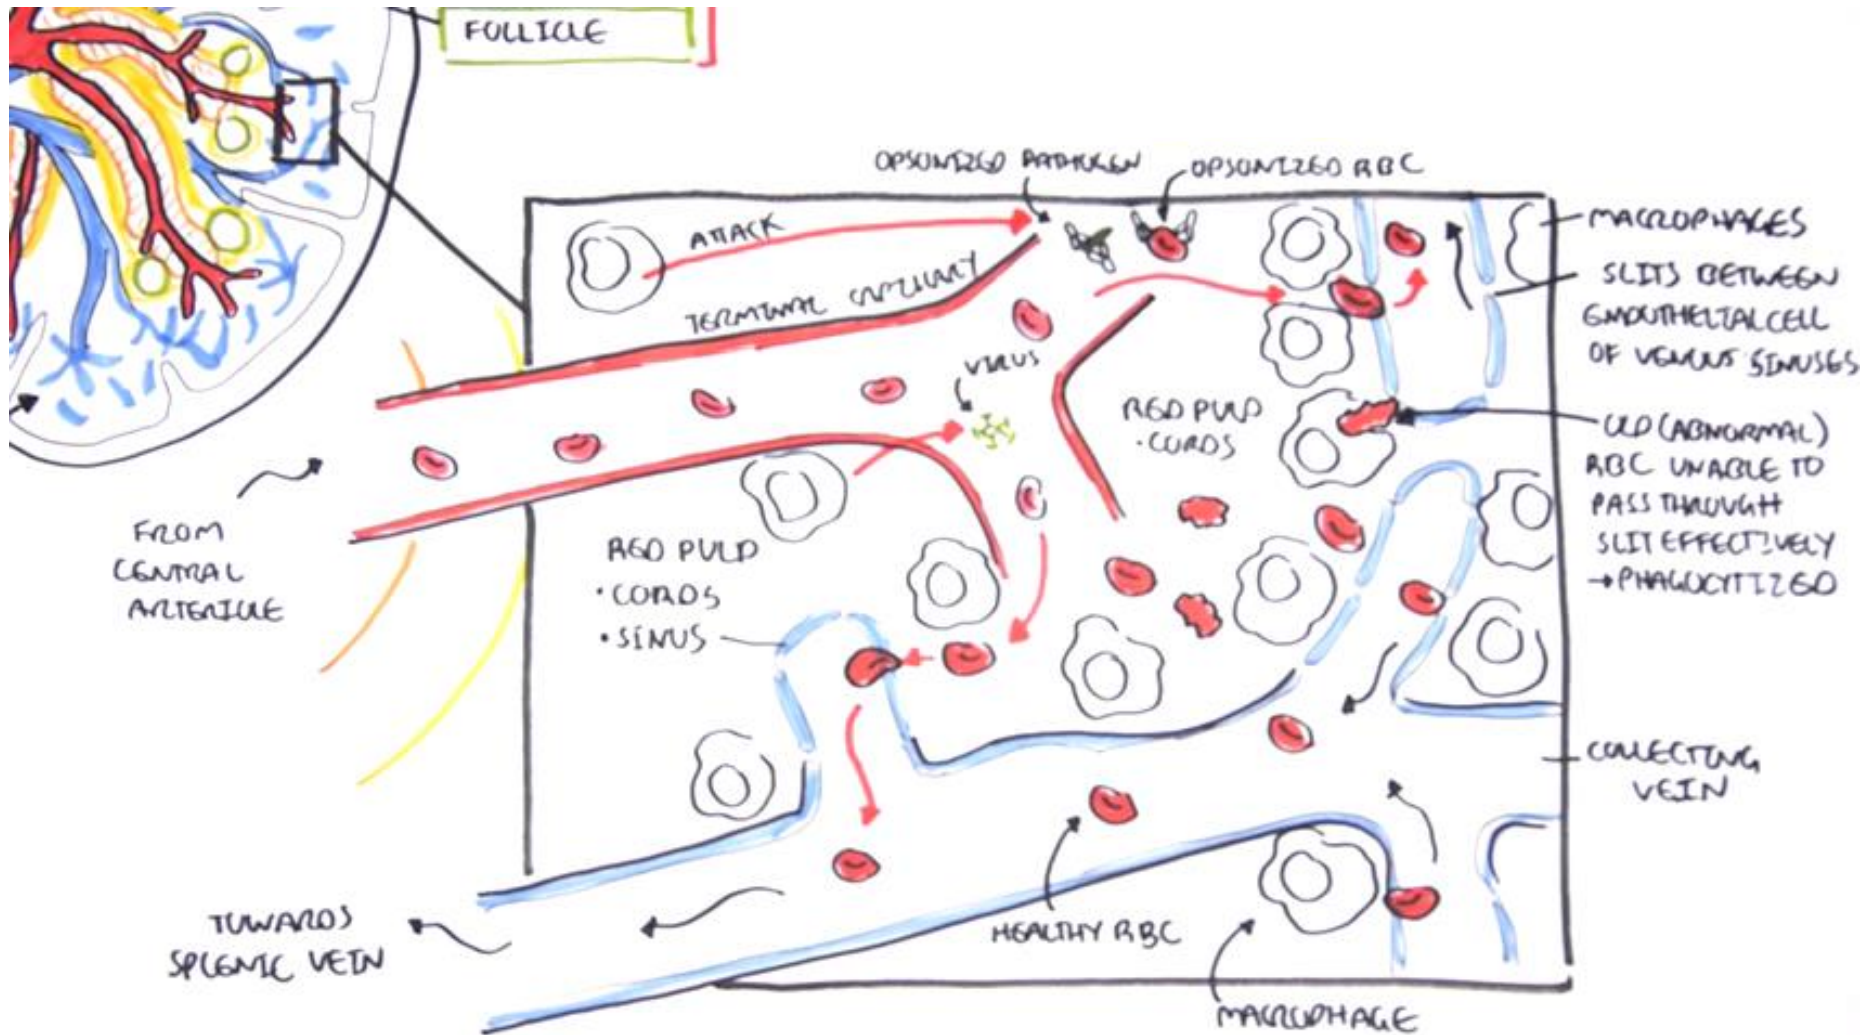 FOLLICLE
OPSONIZED PATHOGEN
OPSONIZED RBC
ATTACK
TERMINAL CAPILLARY
MACROPHAGES
SLITS BETWEEN
ENDOTHELIAL CELL
OF VENOUS SINUSES
VIRUS
RED PULP
• CORDS
OLD (ABNORMAL)
RBC UNABLE TO
PASS THROUGH
SLIT EFFECTIVELY
→ PHAGOCYTIZED
FROM
CENTRAL
ARTERIOLE
RED PULP
• CORDS
• SINUS
COLLECTING
VEIN
TOWARDS
SPLENIC VEIN
HEALTHY RBC
MACROPHAGE